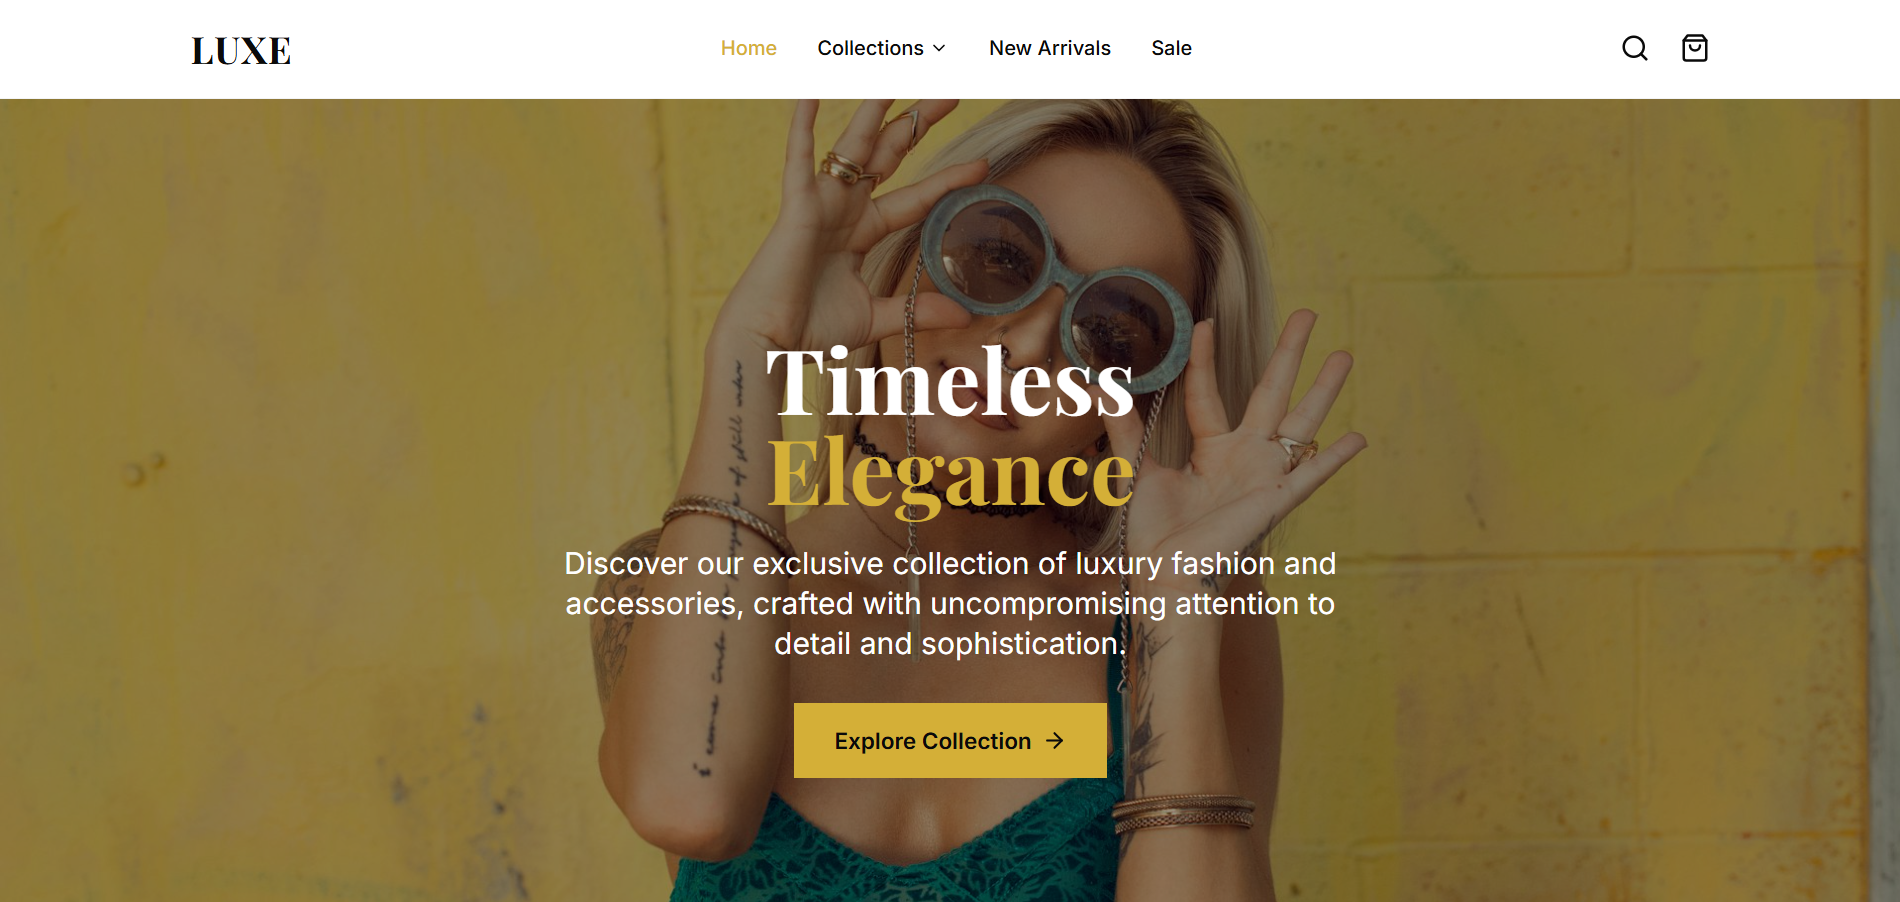 LUXE
Home Collections New Arrivals Sale
Timeless
Elegance
Discover our exclusive collection of luxury fashion and
accessories, crafted with uncompromising attention to
detail and sophistication.
Explore Collection →